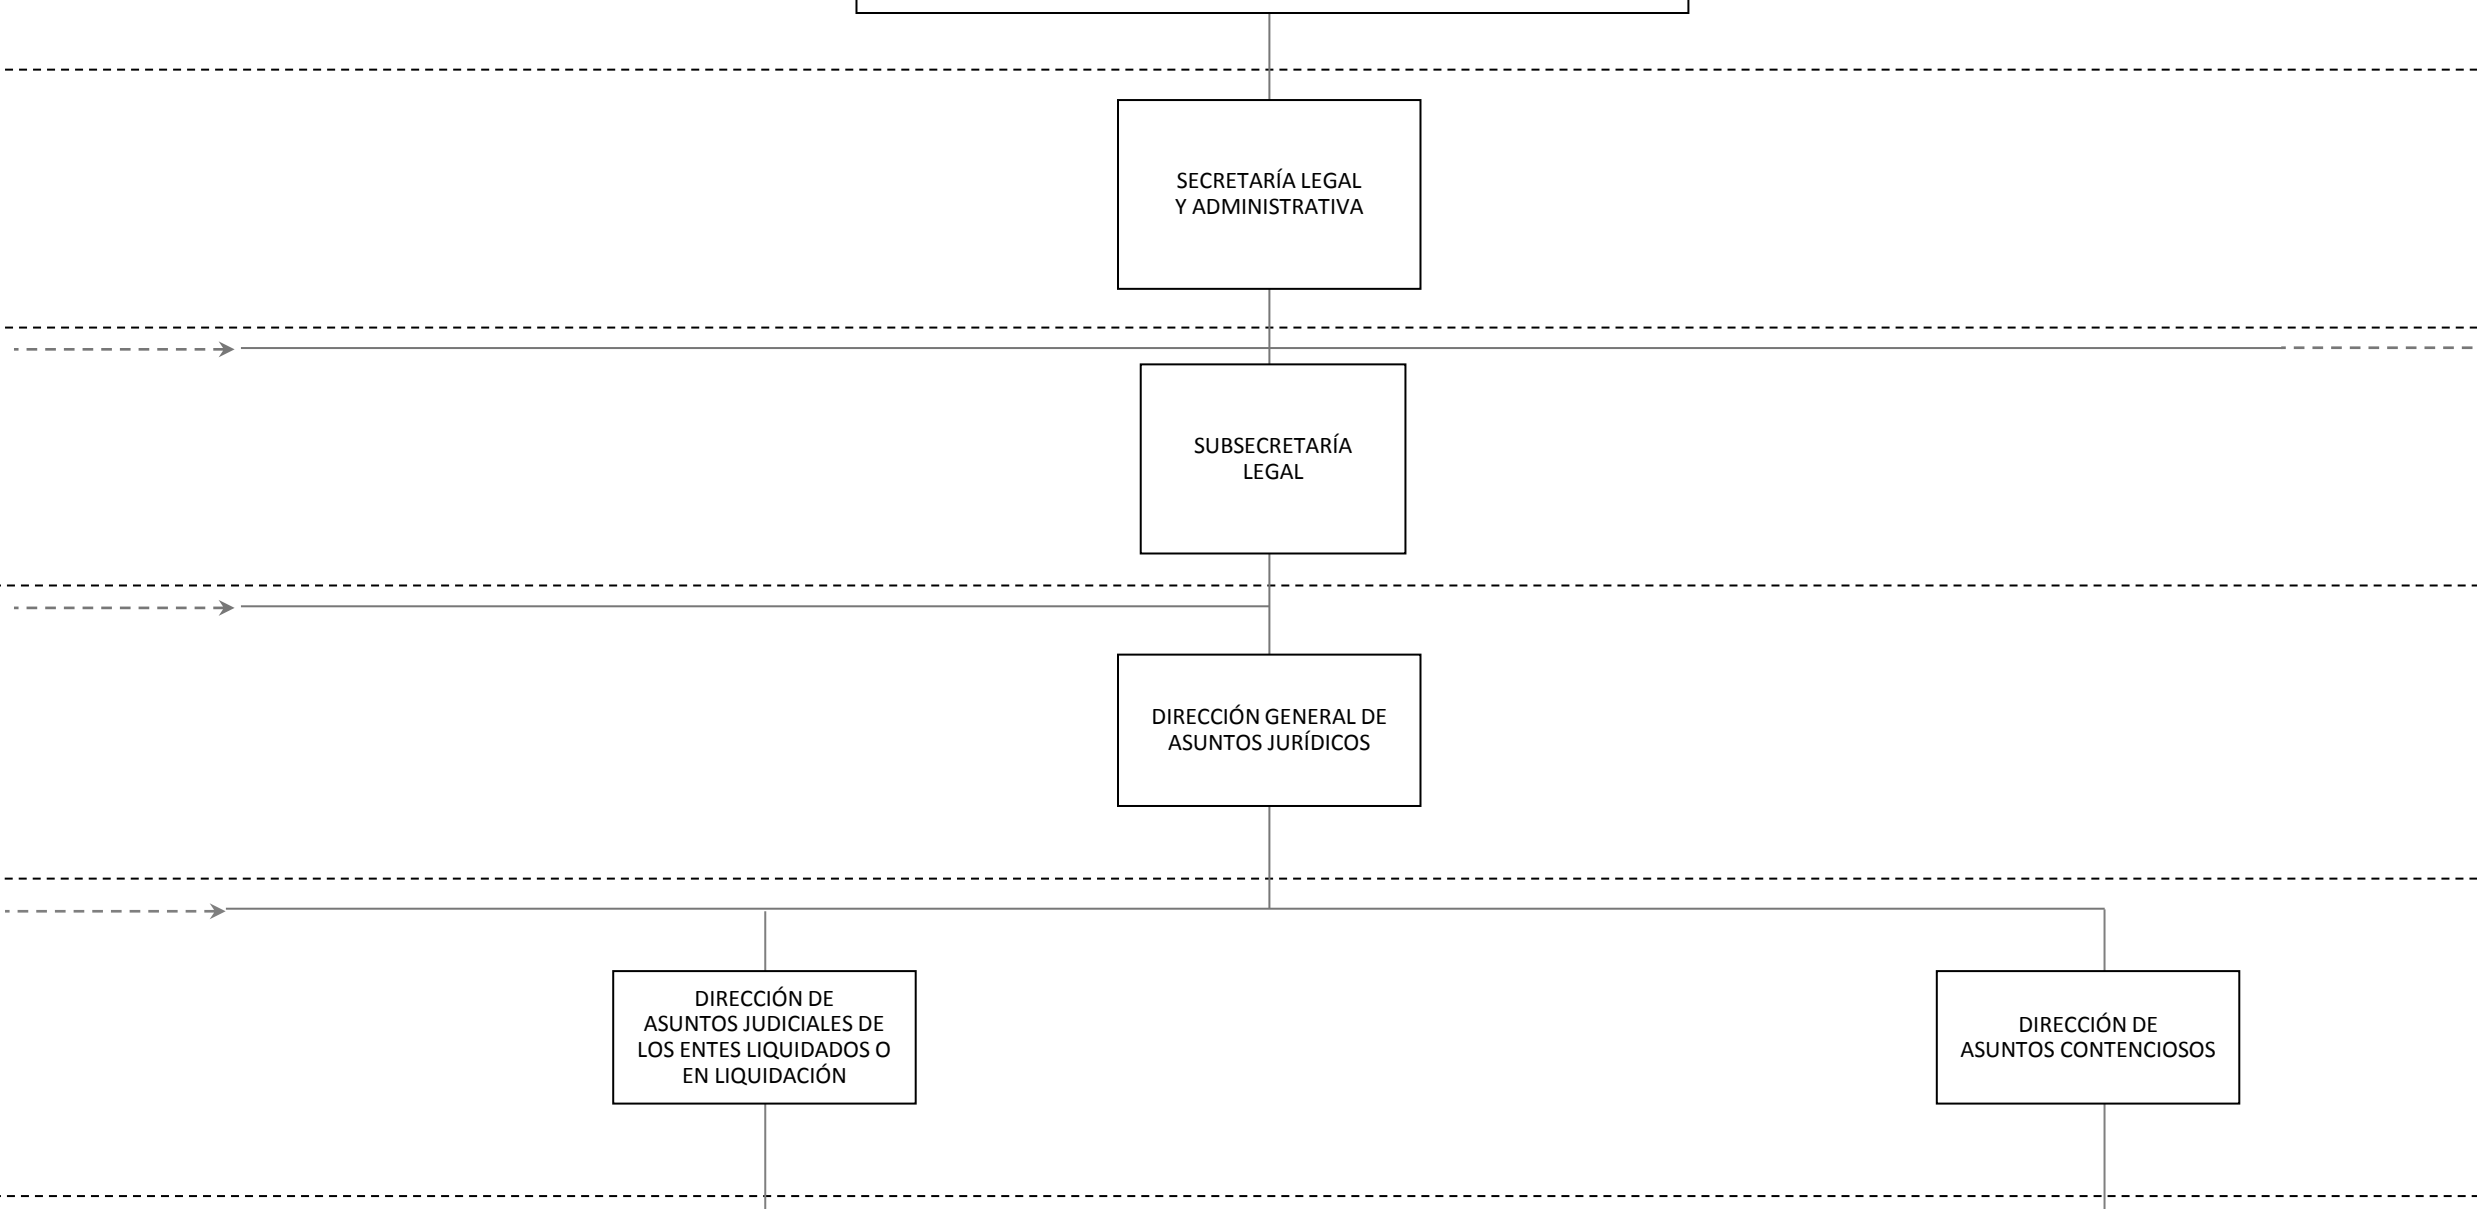 SECRETARÍA LEGAL
Y ADMINISTRATIVA
SUBSECRETARÍA
LEGAL
DIRECCIÓN GENERAL DE
ASUNTOS JURÍDICOS
DIRECCIÓN DE
ASUNTOS JUDICIALES DE
LOS ENTES LIQUIDADOS O
EN LIQUIDACIÓN
DIRECCIÓN DE
ASUNTOS CONTENCIOSOS